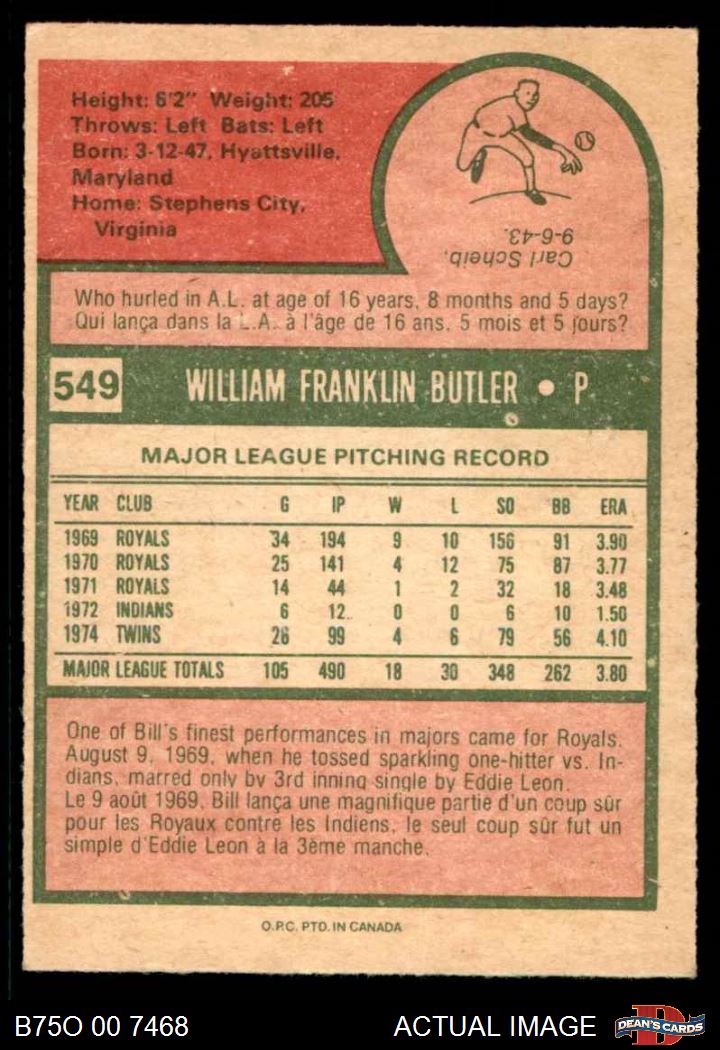 Height: 6'2" Weight: 205
Throws: Left Bats: Left
Born: 3-12-47, Hyattsville,
Maryland
Home: Stephens City,
Virginia
Carl Scheib,
9-6-43.
Who hurled in A.L. at age of 16 years, 8 months and 5 days?
Qui lança dans la L.A. à l'âge de 16 ans, 5 mois et 5 jours?
549 WILLIAM FRANKLIN BUTLER • P
MAJOR LEAGUE PITCHING RECORD
YEAR CLUB G IP W L SO BB ERA
1969 ROYALS 34 194 9 10 156 91 3.90
1970 ROYALS 25 141 4 12 75 87 3.77
1971 ROYALS 14 44 1 2 32 18 3.48
1972 INDIANS 6 12 0 0 6 10 1.50
1974 TWINS 26 99 4 6 79 56 4.10
MAJOR LEAGUE TOTALS 105 490 18 30 348 262 3.80
One of Bill's finest performances in majors came for Royals,
August 9, 1969, when he tossed sparkling one-hitter vs. In-
dians, marred only by 3rd inning single by Eddie Leon.
Le 9 août 1969, Bill lança une magnifique partie d'un coup sûr
pour les Royaux contre les Indiens, le seul coup sûr fut un
simple d'Eddie Leon à la 3ème manche.
O.P.C. PTD. IN CANADA
B75O 00 7468 ACTUAL IMAGE D DEAN'S CARDS